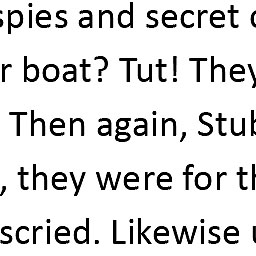 spies and secret
r boat? Tut! They
Then again, Stub
, they were for th
scried. Likewise